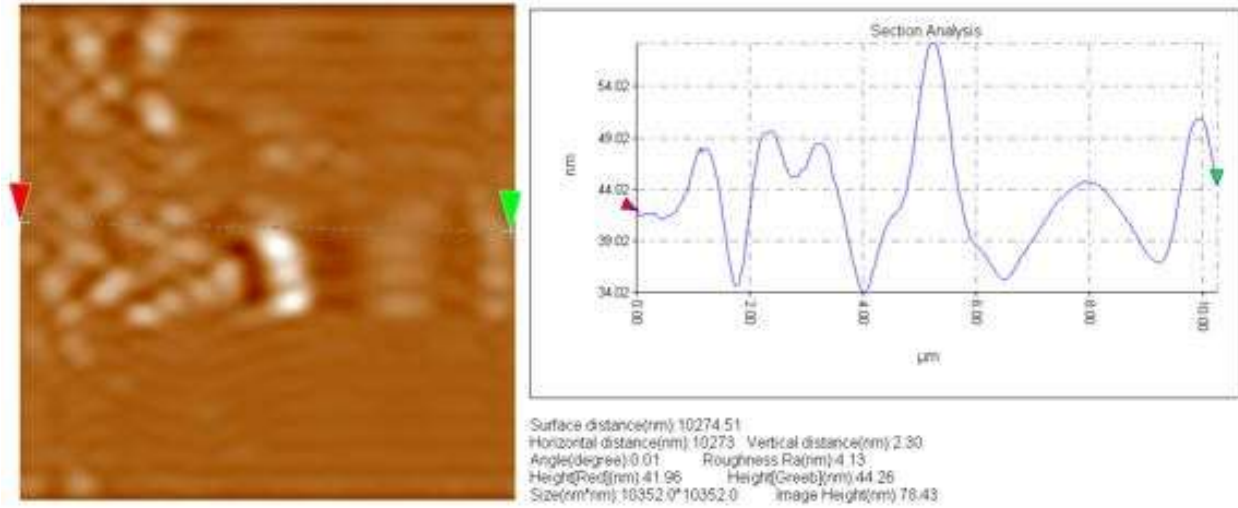 Section Analysis
54.02
49.02
nm
44.02
39.02
34.02
0.00
2.00
4.00
6.00
8.00
10.00
µm
Surface distance(nm):10274.51
Horizontal distance(nm):10273 Vertical distance(nm):2.30
Angle(degree):0.01 Roughness Ra(nm):4.13
Height[Red](nm):41.96 Height[Greeb](nm):44.26
Size(nm*nm): 10352.0*10352.0 Image Height(nm):78.43